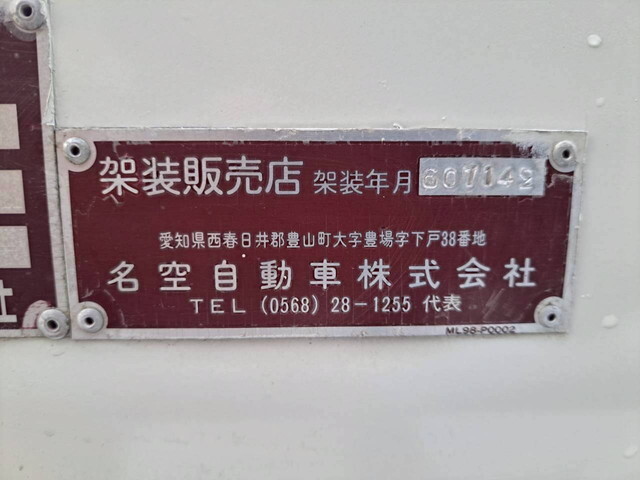 架装販売店 架装年月 607142
愛知県西春日井郡豊山町大字豊場字下戸38番地
名空自動車株式会社
TEL (0568) 28-1255 代表
ML98-P0002
社